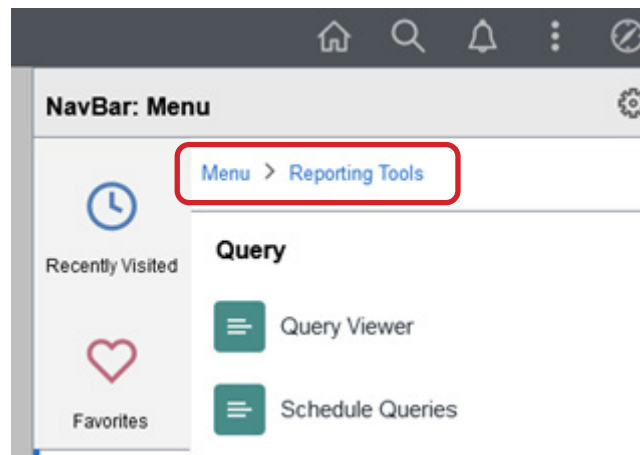 NavBar: Menu
Menu > Reporting Tools
Recently Visited
Query
Query Viewer
Favorites
Schedule Queries